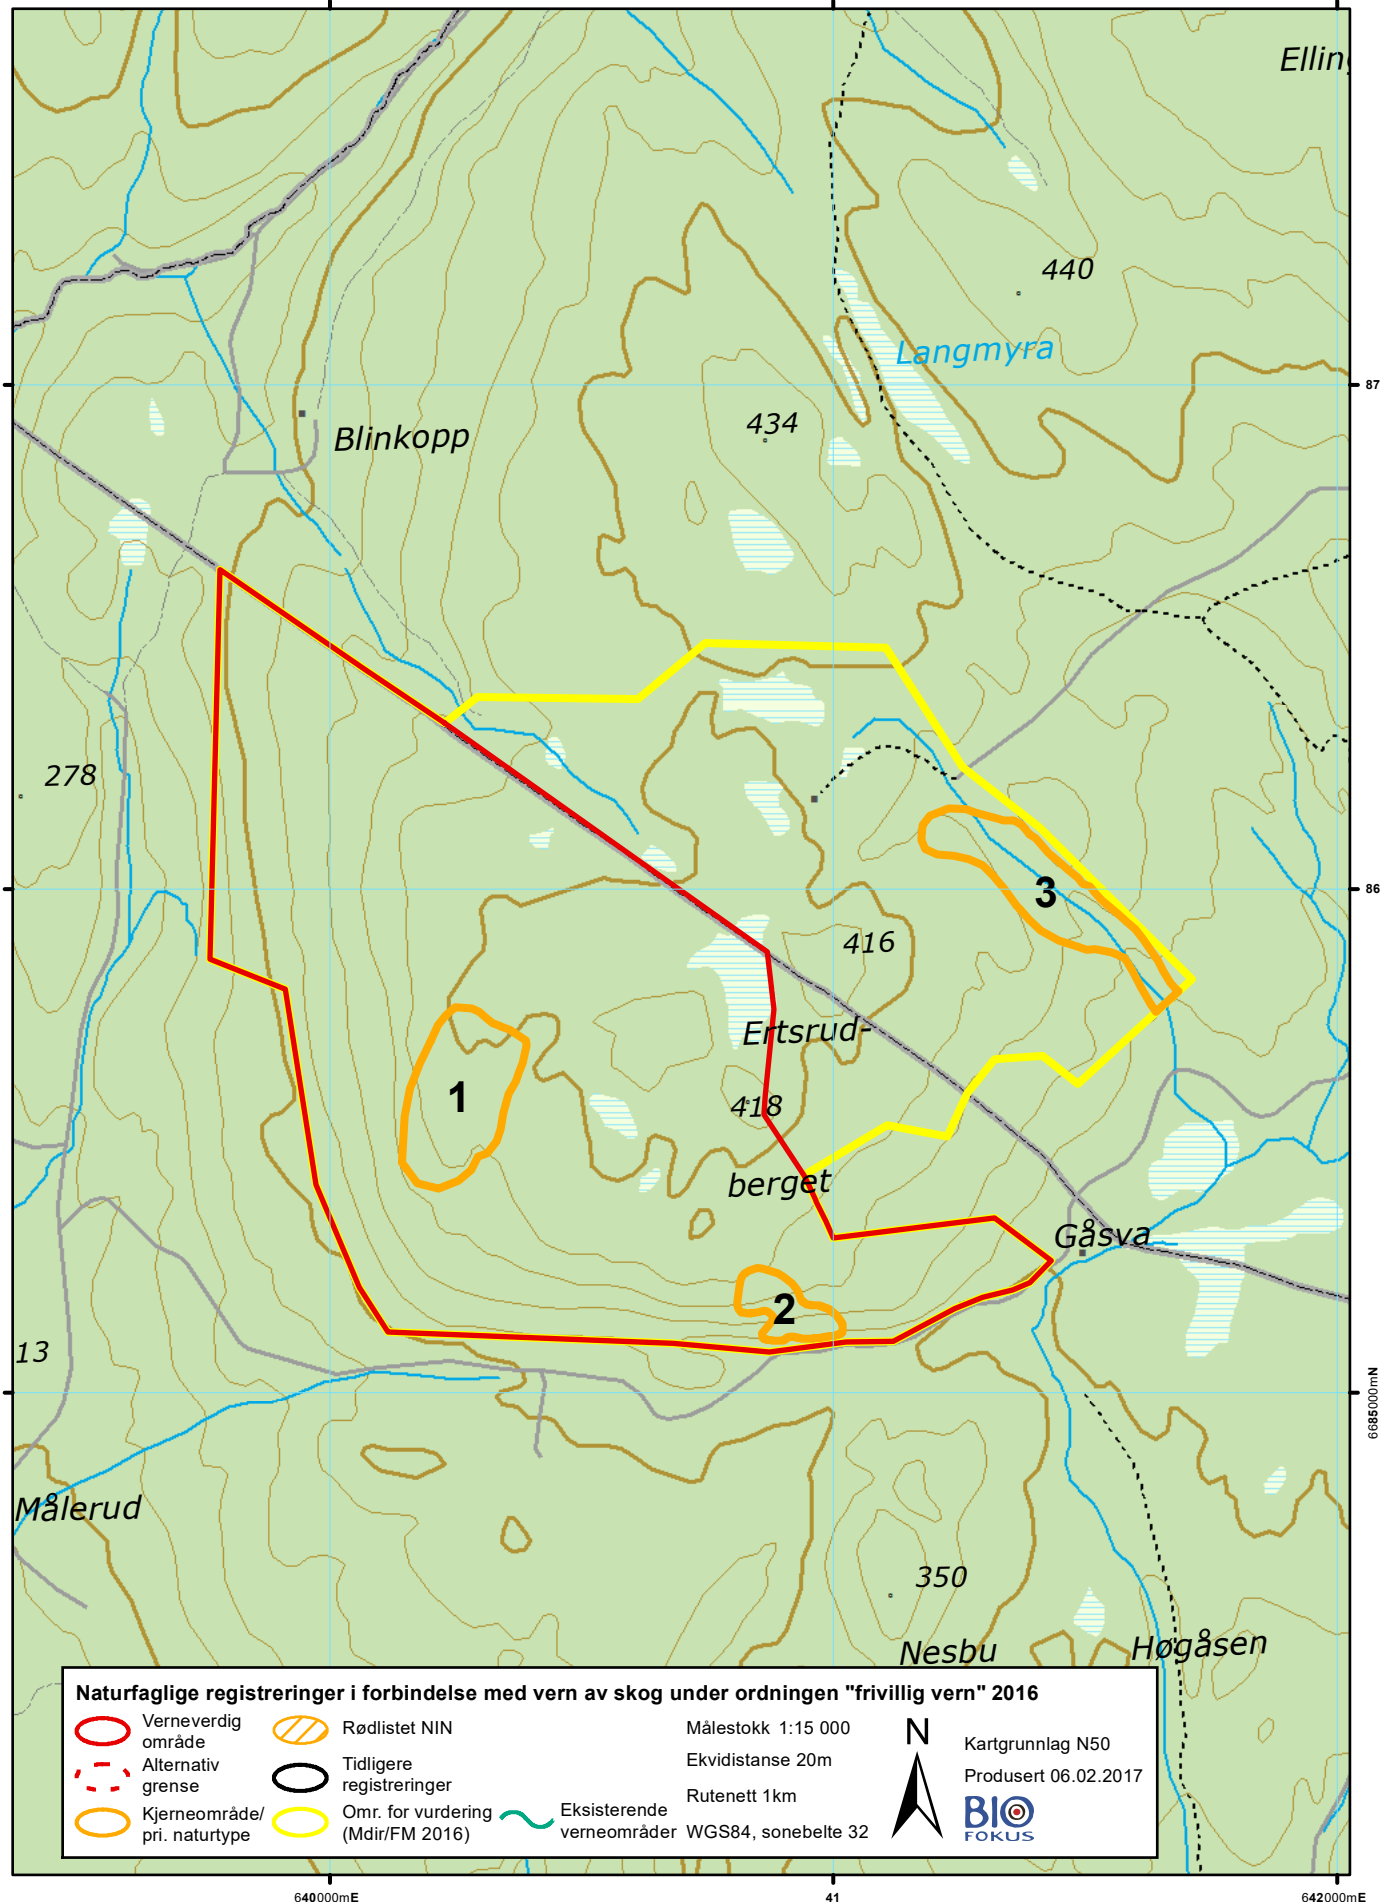 Ellin
440
Langmyra
87
434
Blinkopp
278
86
3
416
Ertsrud-
1
418
berget
Gåsva
2
13
6685000mN
Målerud
350
Nesbu
Høgåsen
Naturfaglige registreringer i forbindelse med vern av skog under ordningen "frivillig vern" 2016
Verneverdig
område
Alternativ
grense
Kjerneområde/
pri. naturtype
Rødlistet NIN
Tidligere
registreringer
Omr. for vurdering
(Mdir/FM 2016)
Eksisterende
verneområder
Målestokk 1:15 000
Ekvidistanse 20m
Rutenett 1km
WGS84, sonebelte 32
N
Kartgrunnlag N50
Produsert 06.02.2017
BIO
FOKUS
640000mE
41
642000mE